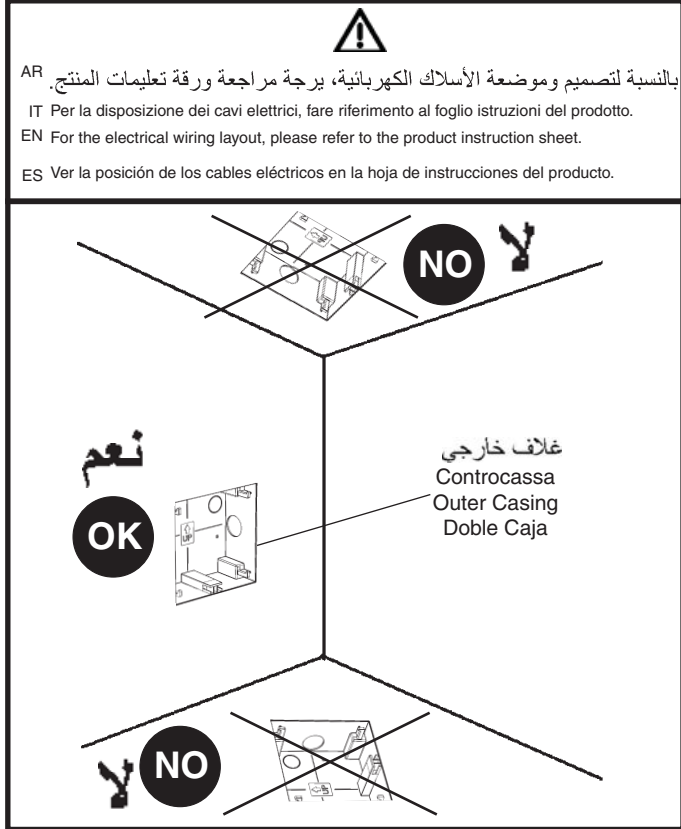 بالنسبة لتصميم وموضعة الأسلاك الكهربائية، يرجة مراجعة ورقة تعليمات المنتج. AR
IT Per la disposizione dei cavi elettrici, fare riferimento al foglio istruzioni del prodotto.
EN For the electrical wiring layout, please refer to the product instruction sheet.
ES Ver la posición de los cables eléctricos en la hoja de instrucciones del producto.
UP
NO لا
نعم
OK
UP
غلاف خارجي
Controcassa
Outer Casing
Doble Caja
لا NO
UP